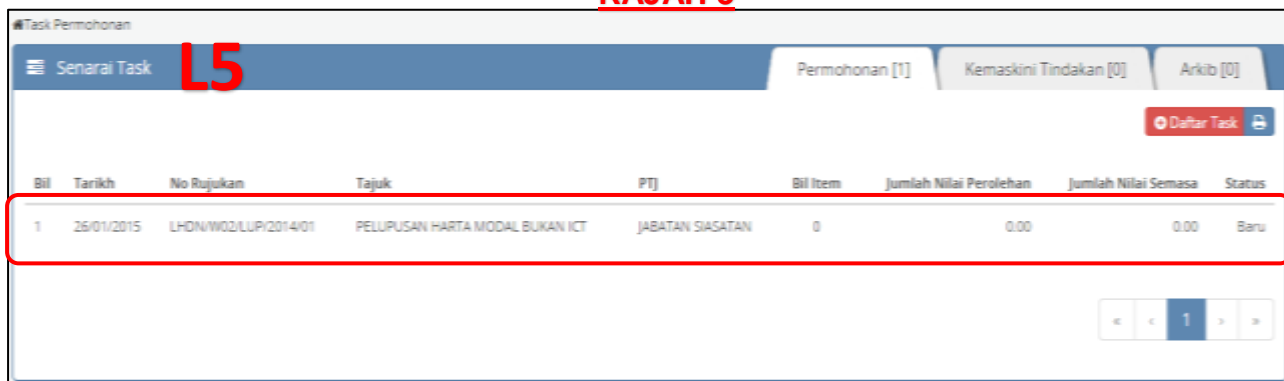 Task Permohonan
Senarai Task L5 Permohonan [1] Kemaskini Tindakan [0] Arkib [0]
Daftar Task
Bil Tarikh No Rujukan Tajuk PTJ Bil Item Jumlah Nilai Perolehan Jumlah Nilai Semasa Status
1 26/01/2015 LHDN/W02/LUP/2014/01 PELUPUSAN HARTA MODAL BUKAN ICT JABATAN SIASATAN 0 0.00 0.00 Baru
« ‹ 1 › »